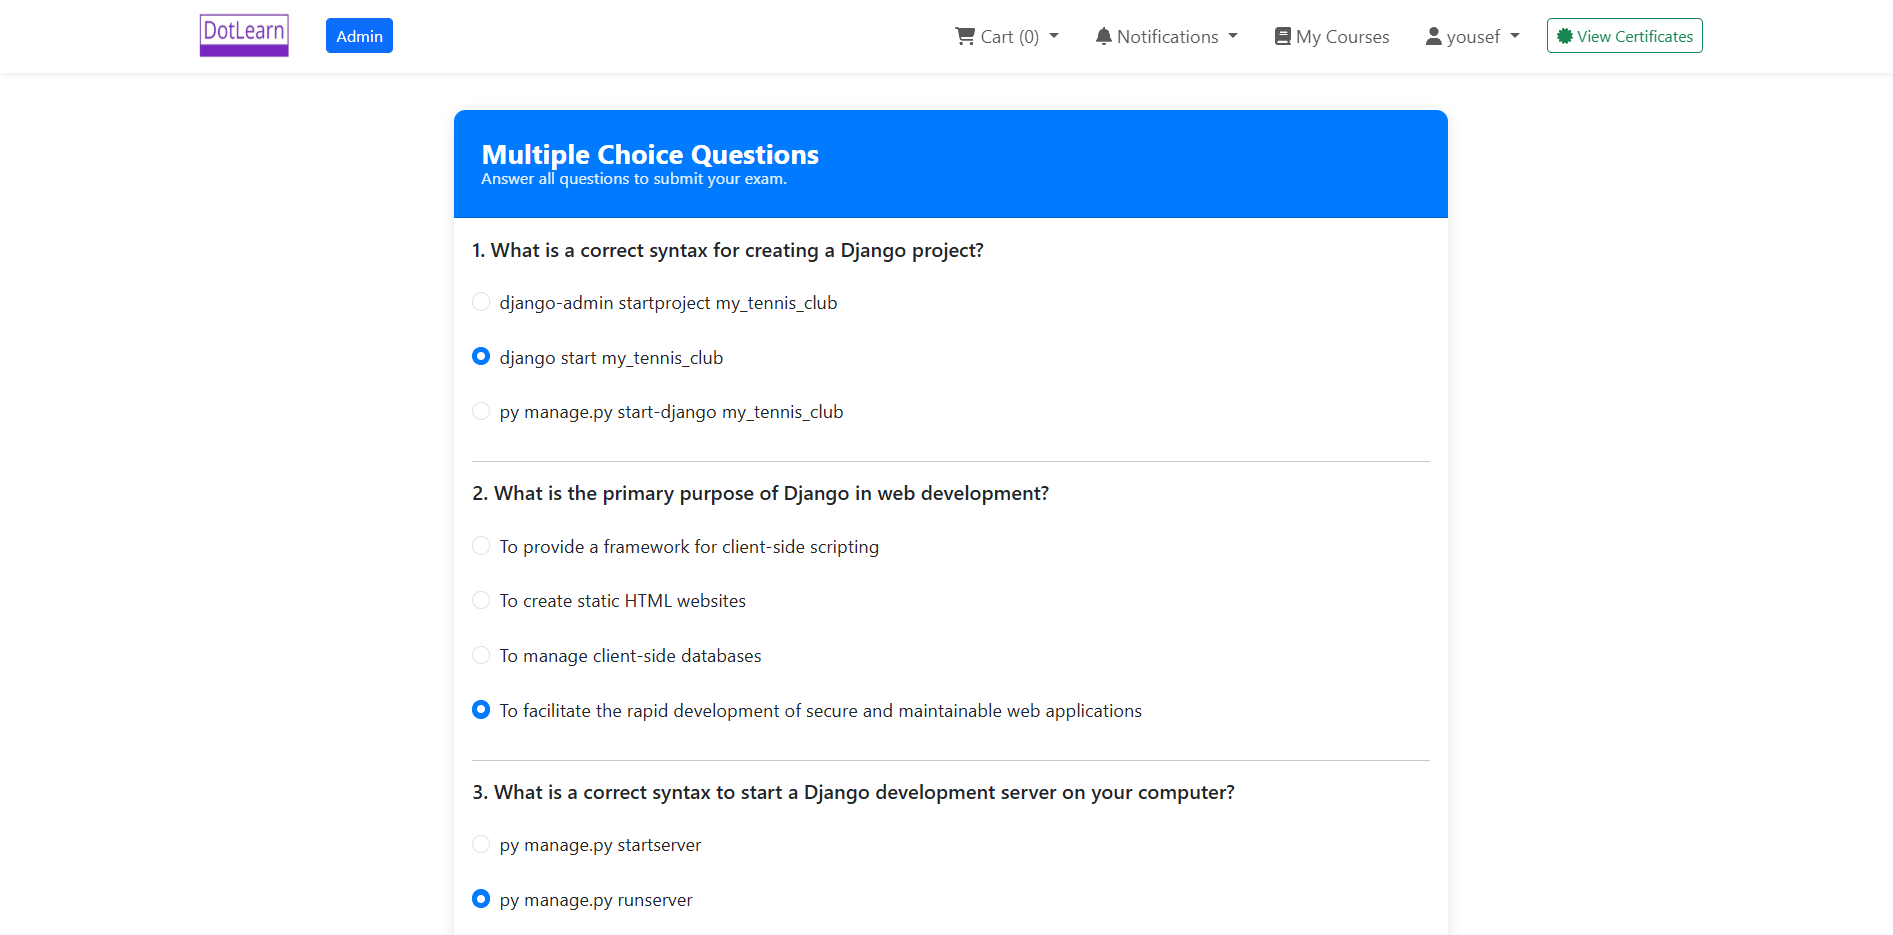 DotLearn
Admin
Cart (0)
Notifications
My Courses
yousef
View Certificates
Multiple Choice Questions
Answer all questions to submit your exam.
1. What is a correct syntax for creating a Django project?
django-admin startproject my_tennis_club
django start my_tennis_club
py manage.py start-django my_tennis_club
2. What is the primary purpose of Django in web development?
To provide a framework for client-side scripting
To create static HTML websites
To manage client-side databases
To facilitate the rapid development of secure and maintainable web applications
3. What is a correct syntax to start a Django development server on your computer?
py manage.py startserver
py manage.py runserver